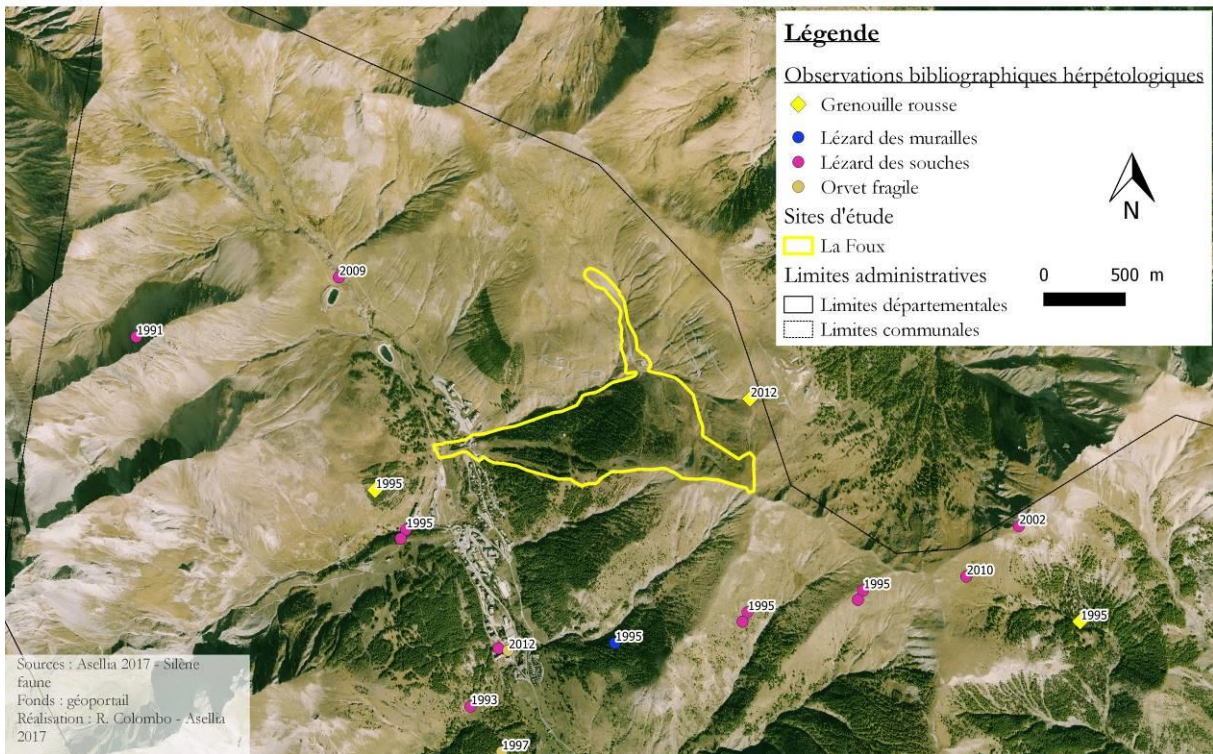 Légende
Observations bibliographiques hérpétologiques
Grenouille rousse
Lézard des murailles
Lézard des souches
Orvet fragile
Sites d'étude
La Foux
Limites administratives
Limites départementales
Limites communales
N
0 500 m
2009
1991
2012
1995
1995
2002
2010
1995
1995
1995
1995
2012
1993
1997
Sources : Asellia 2017 - Silène
faune
Fonds : géoportail
Réalisation : R. Colombo - Asellia
2017